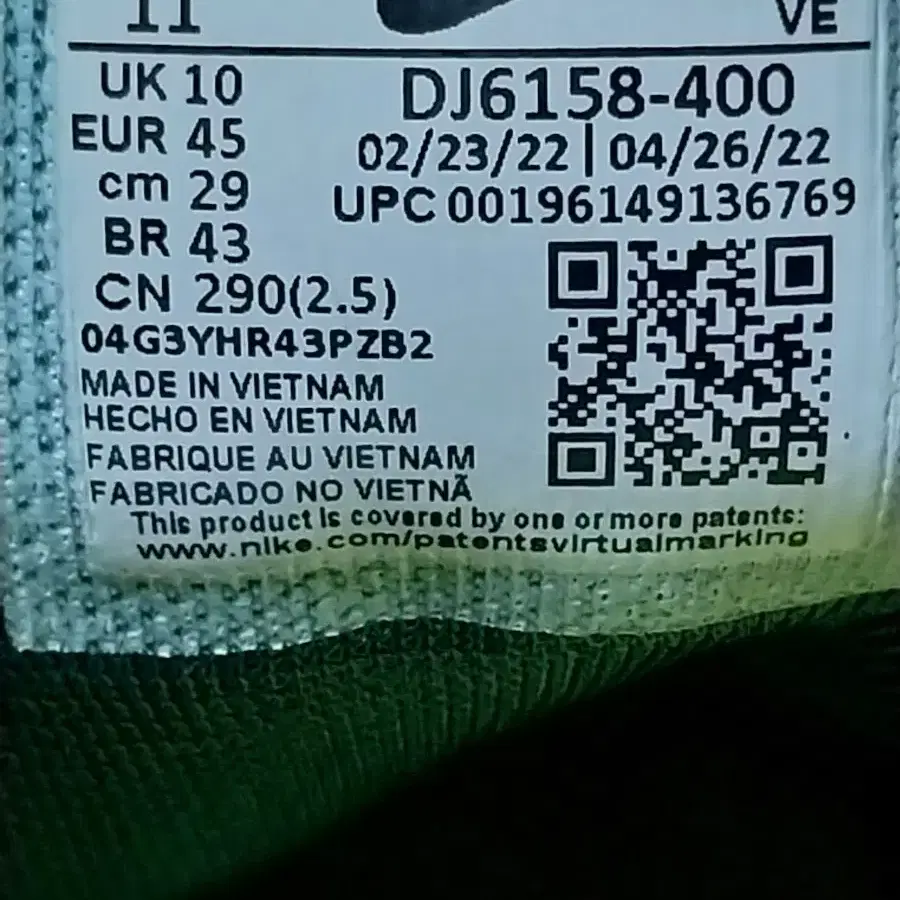 11 VE
UK 10
EUR 45
cm 29
BR 43
CN 290(2.5)
DJ6158-400
02/23/22 | 04/26/22
UPC 00196149136769
04G3YHR43PZB2
MADE IN VIETNAM
HECHO EN VIETNAM
FABRIQUE AU VIETNAM
FABRICADO NO VIETNÃ
This product is covered by one or more patents:
www.nike.com/patentsvirtualmarking